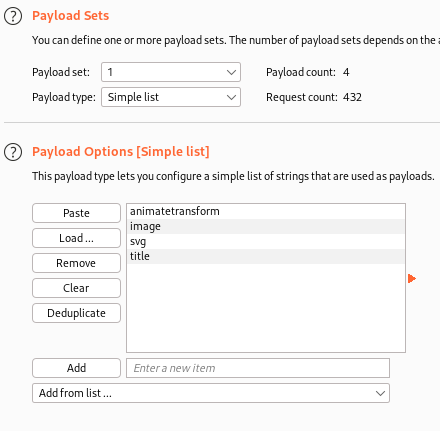 Payload Sets
You can define one or more payload sets. The number of payload sets depends on the
Payload set: 1 Payload count: 4
Payload type: Simple list Request count: 432
Payload Options [Simple list]
This payload type lets you configure a simple list of strings that are used as payloads.
Paste
Load ...
Remove
Clear
Deduplicate
animatetransform
image
svg
title
Add Enter a new item
Add from list ...